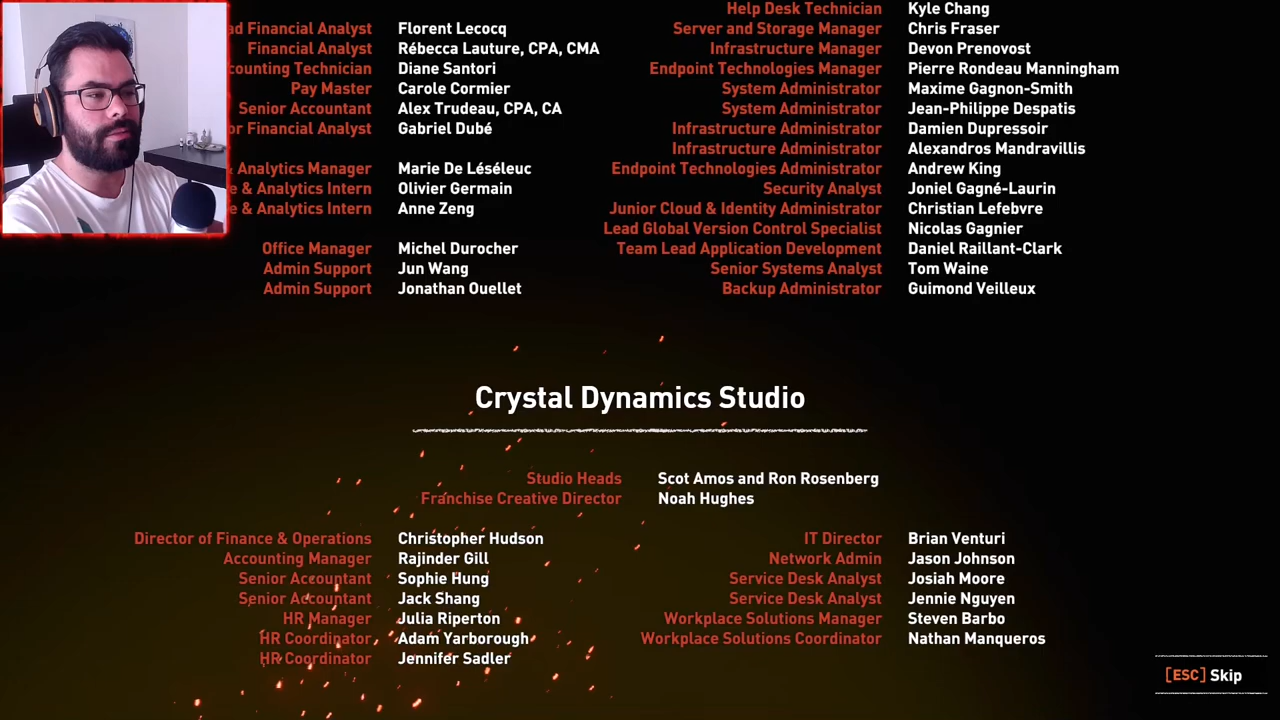 ad Financial Analyst Florent Lecocq
Financial Analyst Rébecca Lauture, CPA, CMA
counting Technician Diane Santori
Pay Master Carole Cormier
Senior Accountant Alex Trudeau, CPA, CA
or Financial Analyst Gabriel Dubé
& Analytics Manager Marie De Léséleuc
e & Analytics Intern Olivier Germain
e & Analytics Intern Anne Zeng
Office Manager Michel Durocher
Admin Support Jun Wang
Admin Support Jonathan Ouellet
Help Desk Technician Kyle Chang
Server and Storage Manager Chris Fraser
Infrastructure Manager Devon Prenovost
Endpoint Technologies Manager Pierre Rondeau Manningham
System Administrator Maxime Gagnon-Smith
System Administrator Jean-Philippe Despatis
Infrastructure Administrator Damien Dupressoir
Infrastructure Administrator Alexandros Mandravillis
Endpoint Technologies Administrator Andrew King
Security Analyst Joniel Gagné-Laurin
Junior Cloud & Identity Administrator Christian Lefebvre
Lead Global Version Control Specialist Nicolas Gagnier
Team Lead Application Development Daniel Raillant-Clark
Senior Systems Analyst Tom Waine
Backup Administrator Guimond Veilleux
Crystal Dynamics Studio
Studio Heads Scot Amos and Ron Rosenberg
Franchise Creative Director Noah Hughes
Director of Finance & Operations Christopher Hudson
Accounting Manager Rajinder Gill
Senior Accountant Sophie Hung
Senior Accountant Jack Shang
HR Manager Julia Riperton
HR Coordinator Adam Yarborough
HR Coordinator Jennifer Sadler
IT Director Brian Venturi
Network Admin Jason Johnson
Service Desk Analyst Josiah Moore
Service Desk Analyst Jennie Nguyen
Workplace Solutions Manager Steven Barbo
Workplace Solutions Coordinator Nathan Manqueros
[ESC] Skip